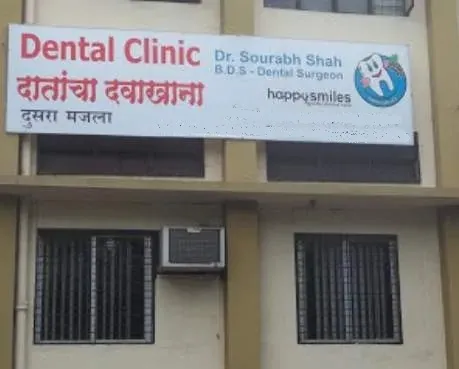 Dental Clinic
Dr. Sourabh Shah
B.D.S - Dental Surgeon
दातांचा दवाखाना
happysmiles
दुसरा मजला